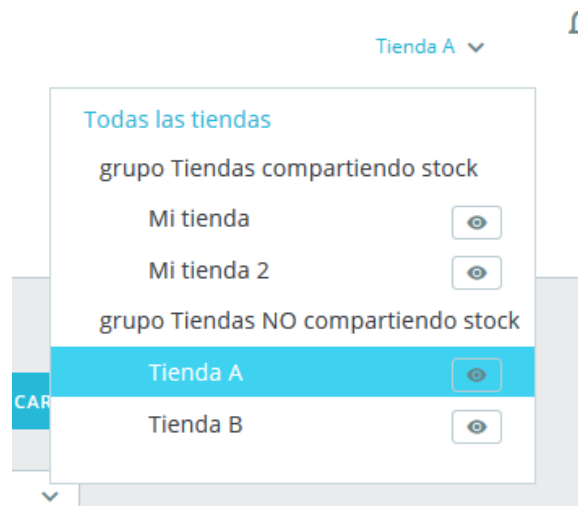 Tienda A
Todas las tiendas
grupo Tiendas compartiendo stock
Mi tienda
Mi tienda 2
grupo Tiendas NO compartiendo stock
Tienda A
CAR
Tienda B